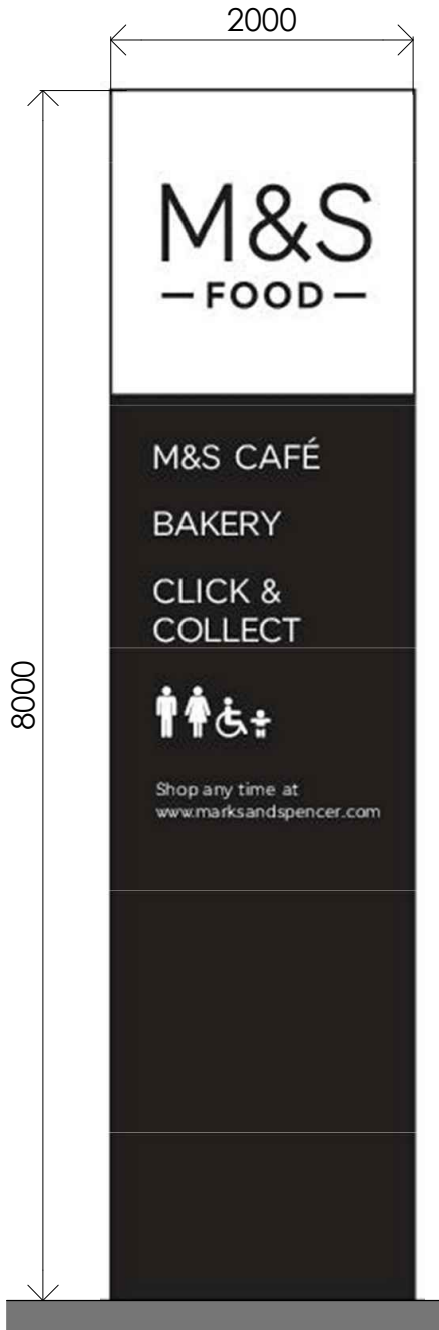 2000
8000
M&S
—FOOD—
M&S CAFÉ
BAKERY
CLICK &
COLLECT
Shop any time at
www.marksandspencer.com